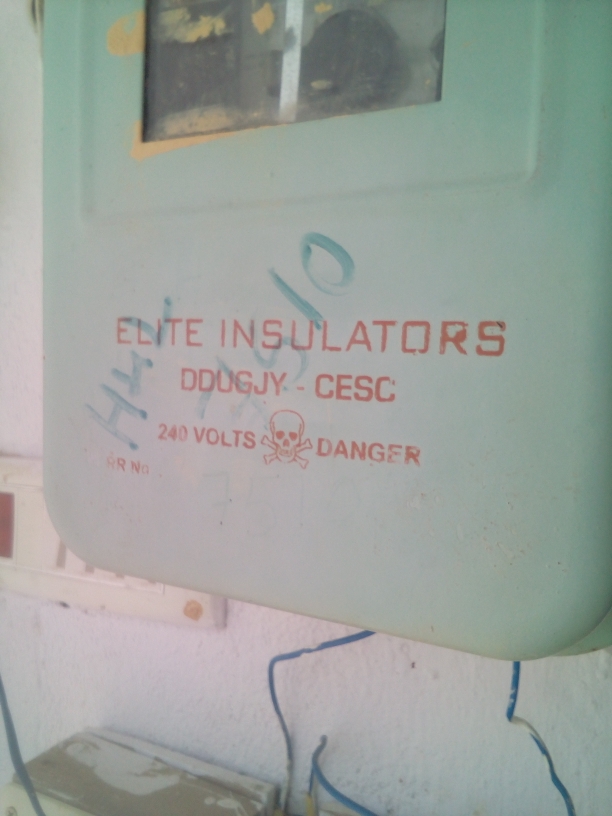 ELITE INSULATORS
DDUGJY - CESC
240 VOLTS DANGER
RR No